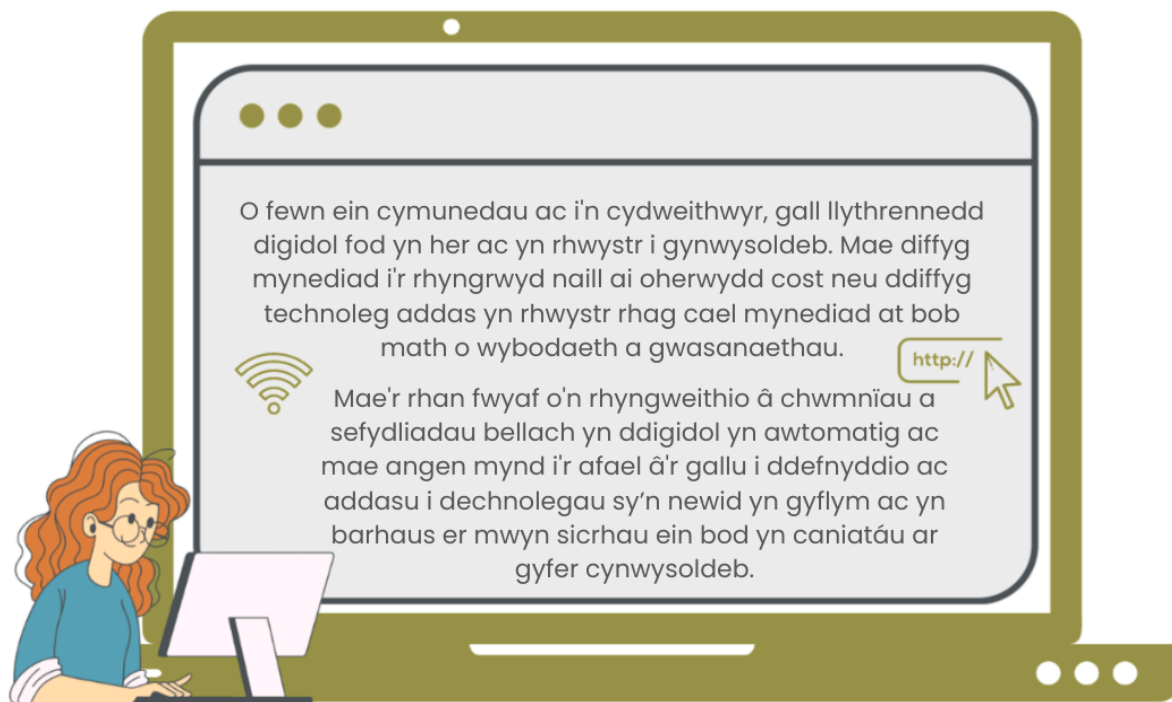 O fewn ein cymunedau ac i'n cydweithwyr, gall llythrennedd
digidol fod yn her ac yn rhwystr i gynwysoldeb. Mae diffyg
mynediad i'r rhyngrwyd naill ai oherwydd cost neu ddiffyg
technoleg addas yn rhwystr rhag cael mynediad at bob
math o wybodaeth a gwasanaethau.
http://
Mae'r rhan fwyaf o'n rhyngweithio â chwmnïau a
sefydliadau bellach yn ddigidol yn awtomatig ac
mae angen mynd i'r afael â'r gallu i ddefnyddio ac
addasu i dechnolegau sy’n newid yn gyflym ac yn
barhaus er mwyn sicrhau ein bod yn caniatáu ar
gyfer cynwysoldeb.